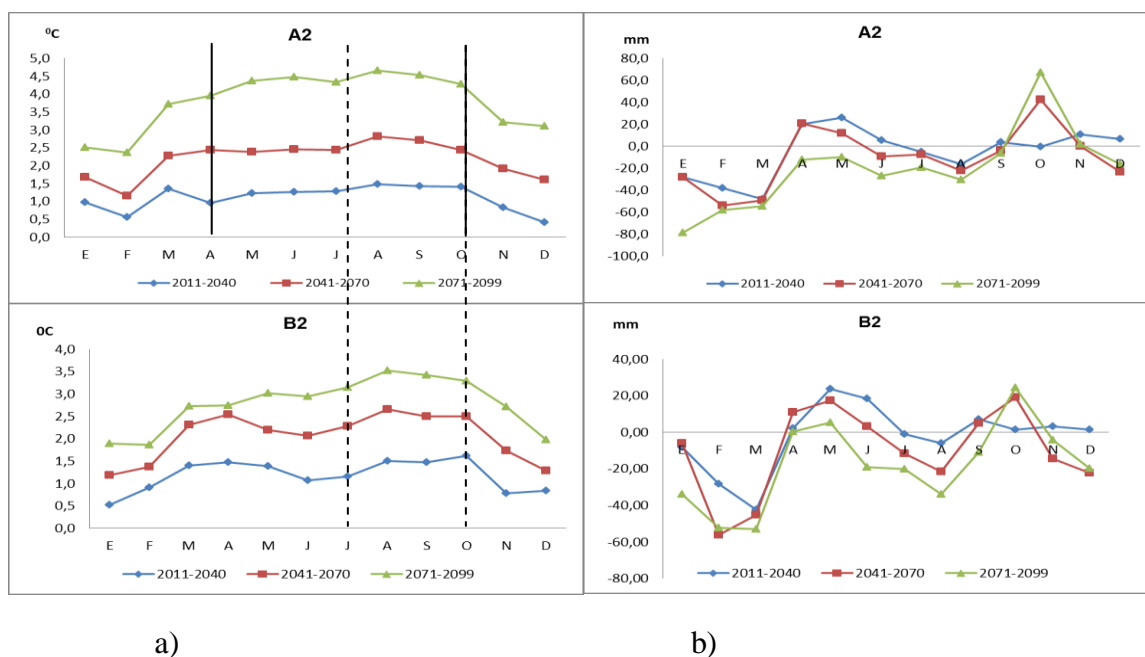 A2
ºC
5,0
4,5
4,0
3,5
3,0
2,5
2,0
1,5
1,0
0,5
0,0
E F M A M J J A S O N D
2011-2040 2041-2070 2071-2099
A2
mm
80,0
60,0
40,0
20,0
0,0
-20,0
-40,0
-60,0
-80,0
-100,0
E F M A M J J A S O N D
2011-2040 2041-2070 2071-2099
B2
0C
4,0
3,5
3,0
2,5
2,0
1,5
1,0
0,5
0,0
E F M A M J J A S O N D
2011-2040 2041-2070 2071-2099
B2
mm
40,00
20,00
0,00
-20,00
-40,00
-60,00
-80,00
E F M A M J J A S O N D
2011-2040 2041-2070 2071-2099
a) b)